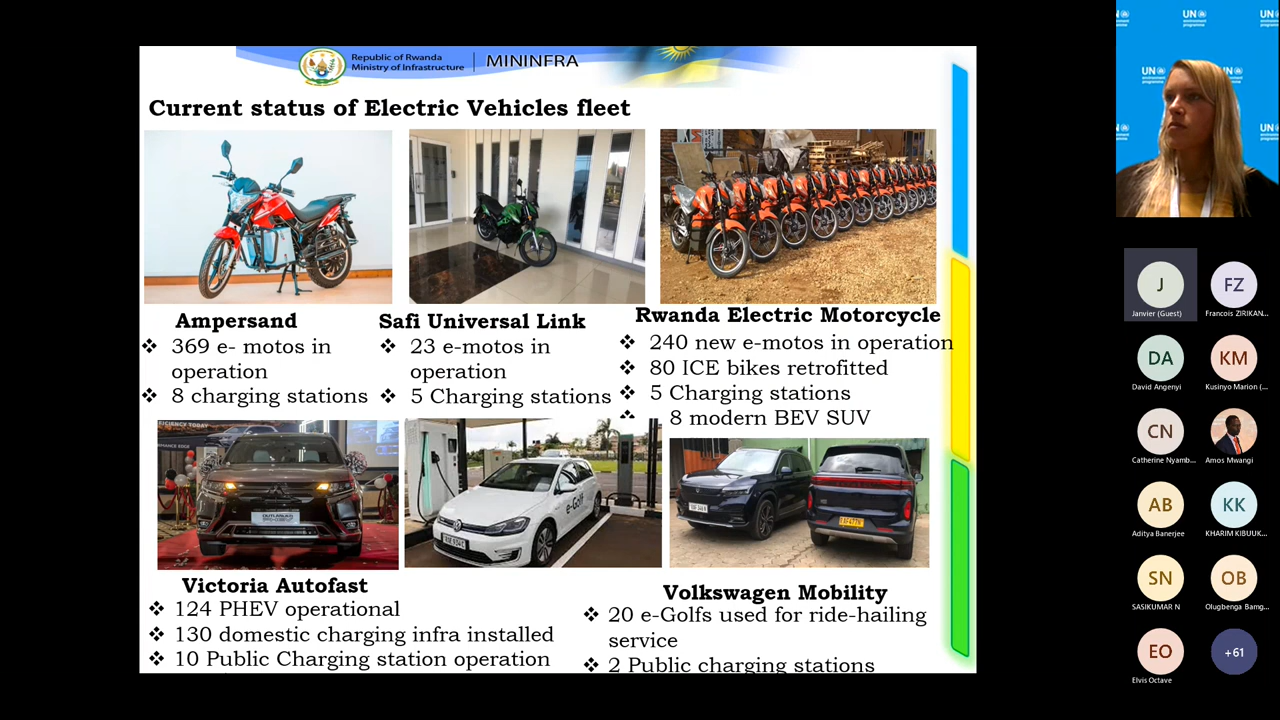 Republic of Rwanda
Ministry of Infrastructure
MININFRA
Current status of Electric Vehicles fleet
Ampersand
❖ 369 e- motos in
operation
❖ 8 charging stations
Safi Universal Link
❖ 23 e-motos in
operation
❖ 5 Charging stations
Rwanda Electric Motorcycle
❖ 240 new e-motos in operation
❖ 80 ICE bikes retrofitted
❖ 5 Charging stations
❖ 8 modern BEV SUV
e-Golf
Victoria Autofast
❖ 124 PHEV operational
❖ 130 domestic charging infra installed
❖ 10 Public Charging station operation
Volkswagen Mobility
❖ 20 e-Golfs used for ride-hailing
service
❖ 2 Public charging stations
UN
environment
programme
J
Janvier (Guest)
FZ
Francois ZIRIKAN...
DA
David Angenyi
KM
Kusinyo Marion (...
CN
Catherine Nyamb...
Amos Mwangi
AB
Aditya Banerjee
KK
KHARIM KIBUUK...
SN
SASIKUMAR N
OB
Olugbenga Bamg...
EO
Elvis Octave
+61